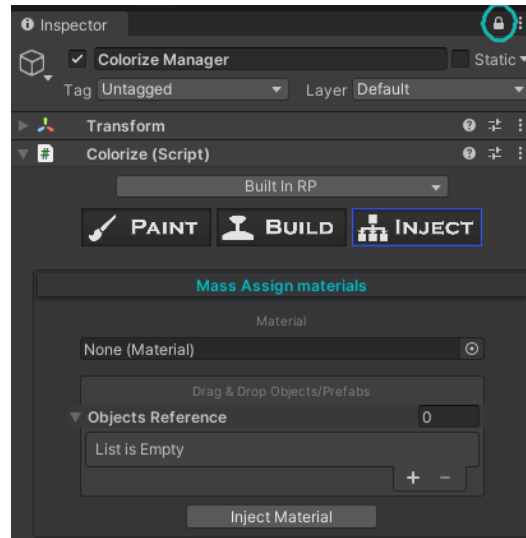 Inspector
Colorize Manager Static
Tag Untagged Layer Default
Transform
# Colorize (Script)
Built In RP
PAINT BUILD INJECT
Mass Assign materials
Material
None (Material)
Drag & Drop Objects/Prefabs
Objects Reference 0
List is Empty
+ −
Inject Material